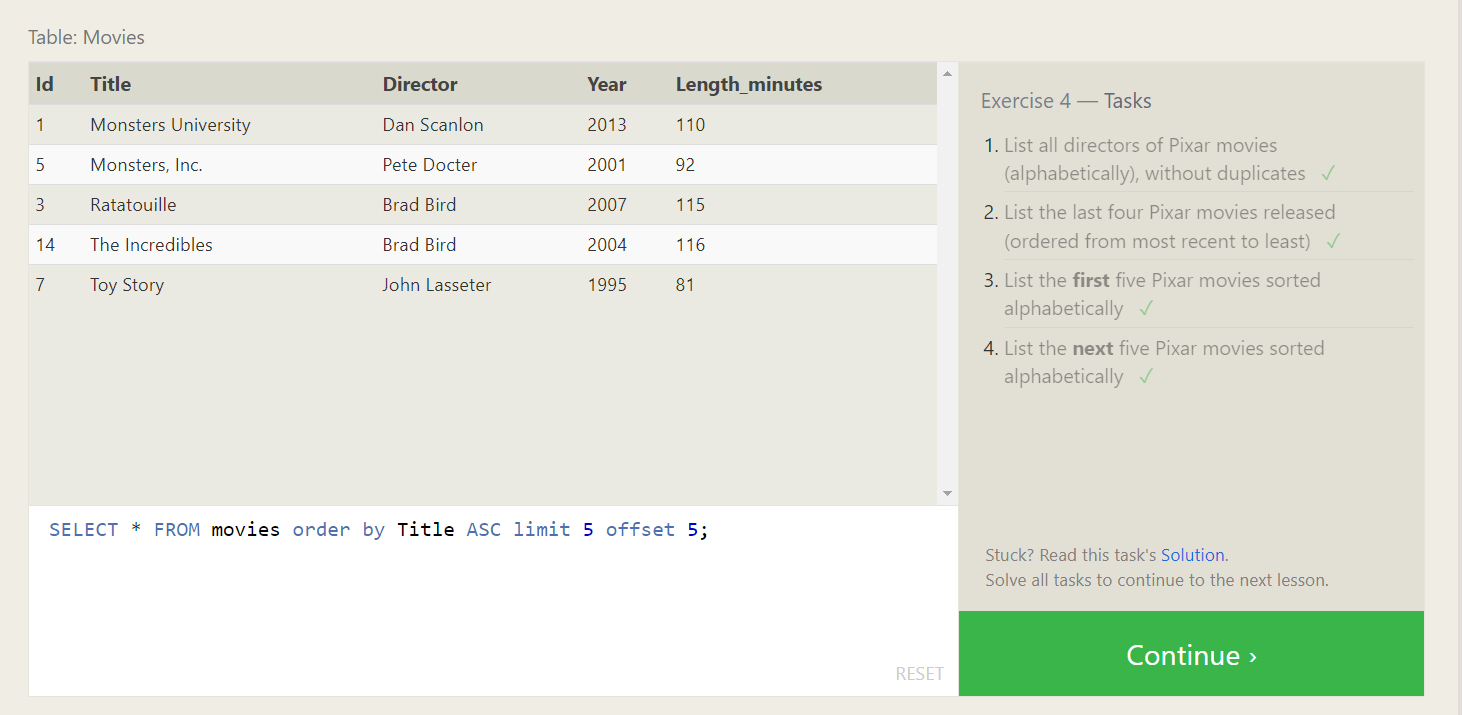 Table: Movies
Id Title Director Year Length_minutes
1 Monsters University Dan Scanlon 2013 110
5 Monsters, Inc. Pete Docter 2001 92
3 Ratatouille Brad Bird 2007 115
14 The Incredibles Brad Bird 2004 116
7 Toy Story John Lasseter 1995 81
SELECT * FROM movies order by Title ASC limit 5 offset 5;
RESET
Exercise 4 — Tasks
1. List all directors of Pixar movies
(alphabetically), without duplicates ✓
2. List the last four Pixar movies released
(ordered from most recent to least) ✓
3. List the first five Pixar movies sorted
alphabetically ✓
4. List the next five Pixar movies sorted
alphabetically ✓
Stuck? Read this task's Solution.
Solve all tasks to continue to the next lesson.
Continue ›